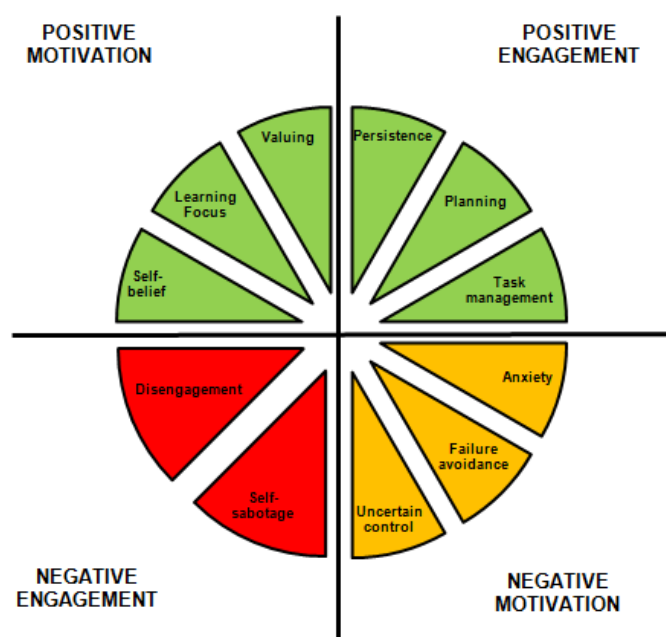 POSITIVE
MOTIVATION
POSITIVE
ENGAGEMENT
Valuing
Persistence
Learning
Focus
Planning
Self-
belief
Task
management
Disengagement
Anxiety
Self-
sabotage
Failure
avoidance
Uncertain
control
NEGATIVE
ENGAGEMENT
NEGATIVE
MOTIVATION